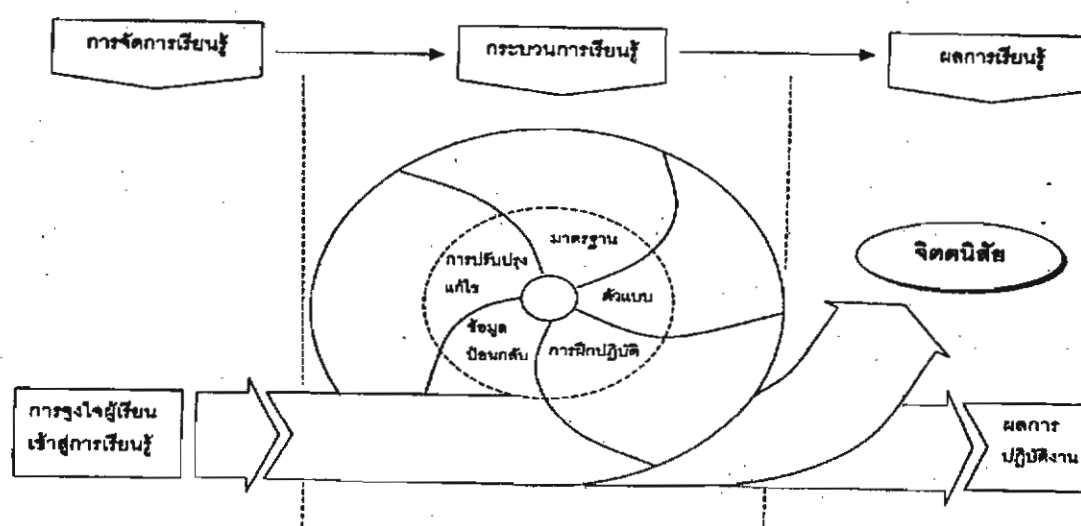 การจัดการเรียนรู้
กระบวนการเรียนรู้
ผลการเรียนรู้
มาตรฐาน
การปรับปรุง
แก้ไข
ตัวแบบ
ข้อมูล
ป้อนกลับ
การฝึกปฏิบัติ
จิตตนิสัย
การจูงใจผู้เรียน
เข้าสู่การเรียนรู้
ผลการ
ปฏิบัติงาน